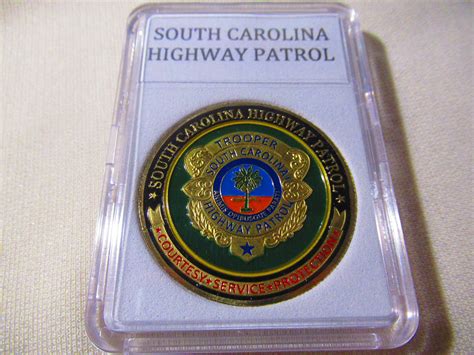 SOUTH CAROLINA
HIGHWAY PATROL
SOUTH CAROLINA HIGHWAY PATROL
TROOPER
SOUTH CAROLINA
HIGHWAY PATROL
COURTESY★SERVICE★PROTECTION